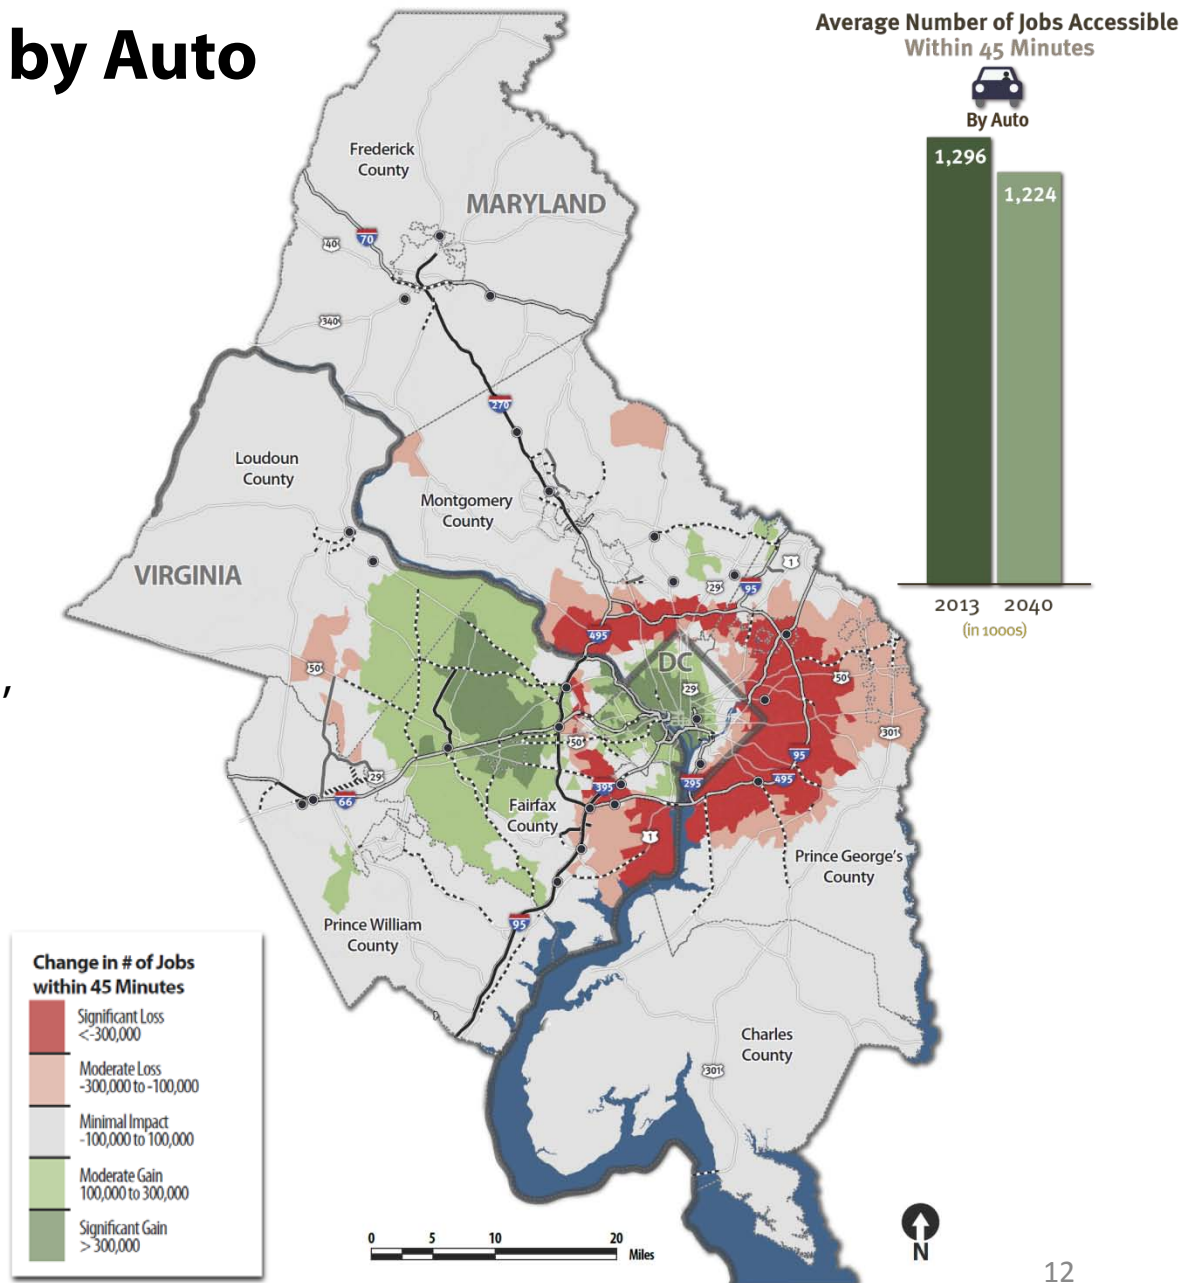 by Auto
Average Number of Jobs Accessible
Within 45 Minutes
By Auto
1,296
1,224
2013 2040
(in 1000s)
Frederick
County
MARYLAND
70
40
340
270
Loudoun
County
Montgomery
County
VIRGINIA
1
29
95
495
DC
50
50
29
301
50
95
495
395
295
29
66
Fairfax
County
1
Prince George's
County
95
Prince William
County
Charles
County
301
,
Change in # of Jobs
within 45 Minutes
Significant Loss
<-300,000
Moderate Loss
-300,000 to -100,000
Minimal Impact
-100,000 to 100,000
Moderate Gain
100,000 to 300,000
Significant Gain
> 300,000
0 5 10 20
Miles
N
12